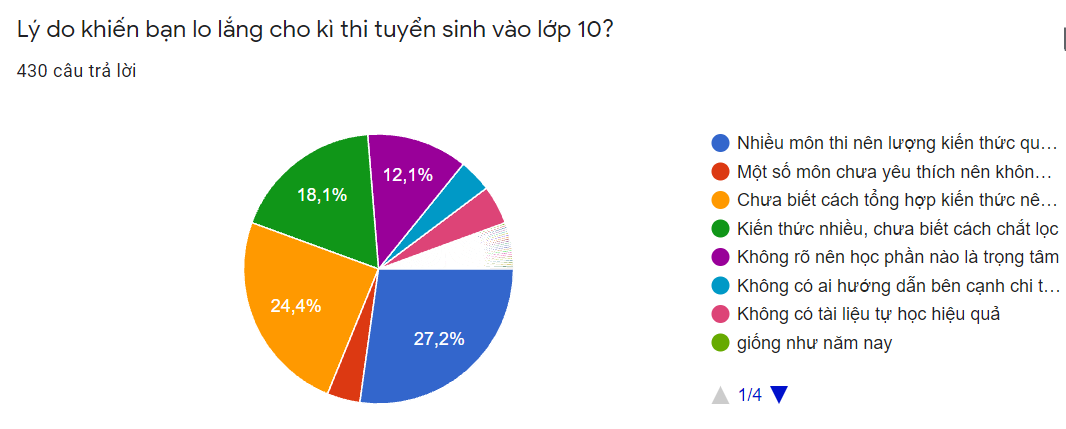 Lý do khiến bạn lo lắng cho kì thi tuyển sinh vào lớp 10?
430 câu trả lời
12,1%
18,1%
24,4%
27,2%
Nhiều môn thi nên lượng kiến thức qu…
Một số môn chưa yêu thích nên khôn…
Chưa biết cách tổng hợp kiến thức nê…
Kiến thức nhiều, chưa biết cách chắt lọc
Không rõ nên học phần nào là trọng tâm
Không có ai hướng dẫn bên cạnh chi t…
Không có tài liệu tự học hiệu quả
giống như năm nay
1/4